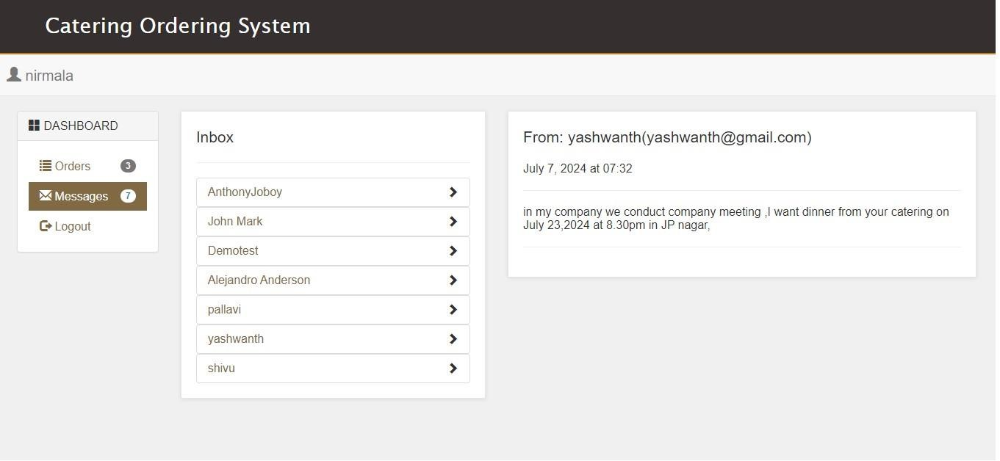 Catering Ordering System
nirmala
DASHBOARD
Orders 3
Messages 7
Logout
Inbox
AnthonyJoboy
John Mark
Demotest
Alejandro Anderson
pallavi
yashwanth
shivu
From: yashwanth(yashwanth@gmail.com)
July 7, 2024 at 07:32
in my company we conduct company meeting ,I want dinner from your catering on
July 23,2024 at 8.30pm in JP nagar,